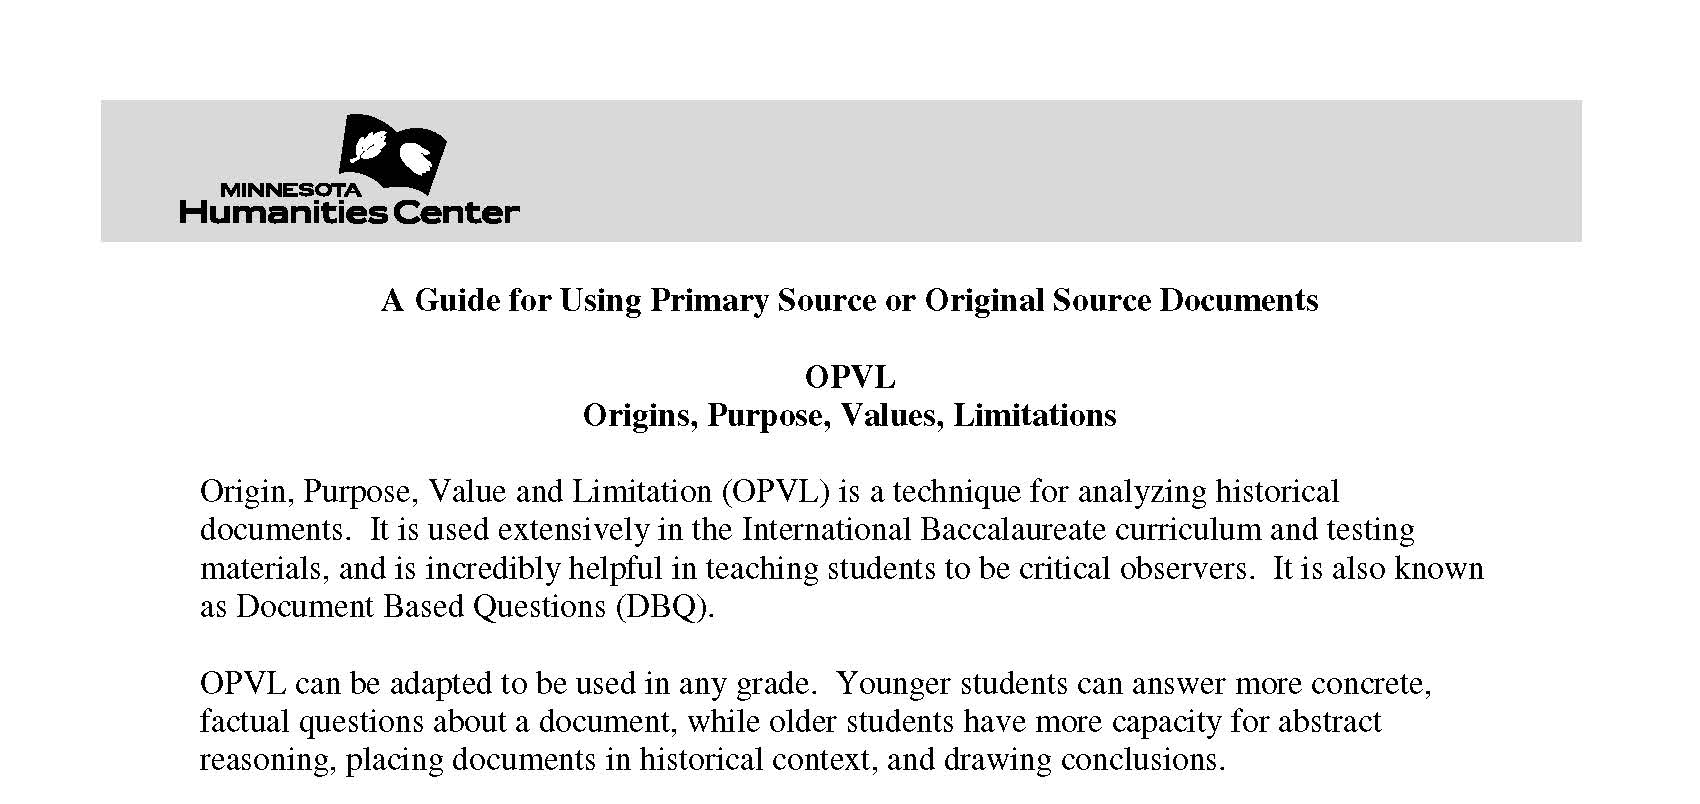 MINNESOTA
Humanities Center
A Guide for Using Primary Source or Original Source Documents
OPVL
Origins, Purpose, Values, Limitations
Origin, Purpose, Value and Limitation (OPVL) is a technique for analyzing historical
documents.  It is used extensively in the International Baccalaureate curriculum and testing
materials, and is incredibly helpful in teaching students to be critical observers.  It is also known
as Document Based Questions (DBQ).
OPVL can be adapted to be used in any grade.  Younger students can answer more concrete,
factual questions about a document, while older students have more capacity for abstract
reasoning, placing documents in historical context, and drawing conclusions.